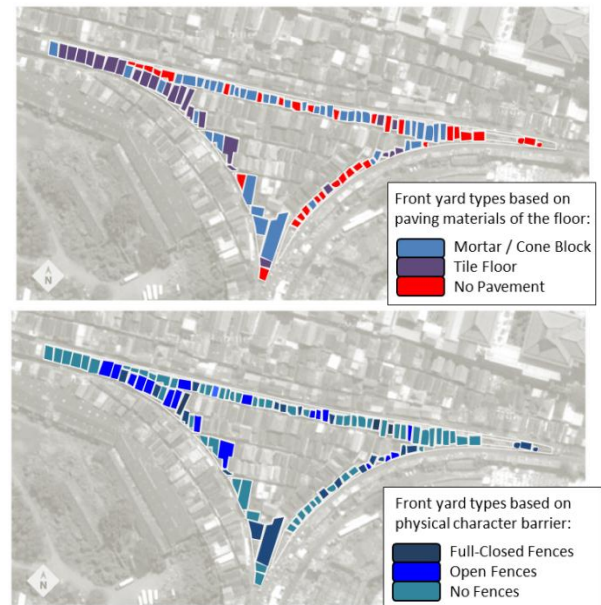 Front yard types based on
paving materials of the floor:
Mortar / Cone Block
Tile Floor
No Pavement
N
Front yard types based on
physical character barrier:
Full-Closed Fences
Open Fences
No Fences
N